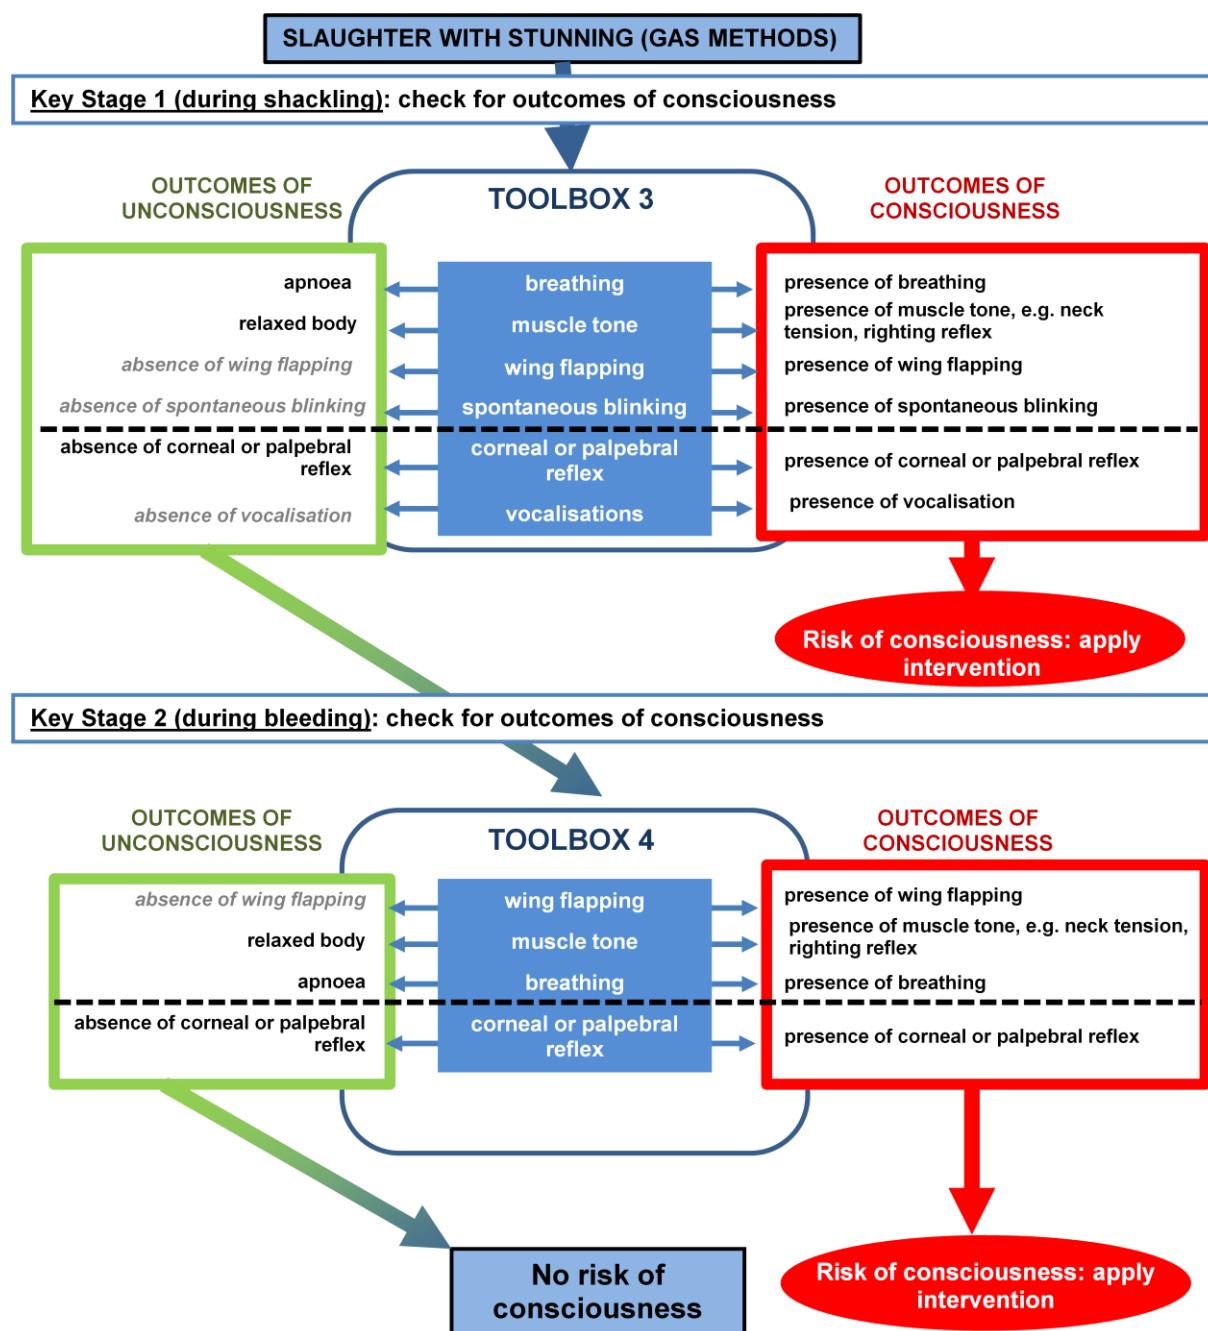 SLAUGHTER WITH STUNNING (GAS METHODS)
Key Stage 1 (during shackling): check for outcomes of consciousness
OUTCOMES OF
UNCONSCIOUSNESS
TOOLBOX 3
OUTCOMES OF
CONSCIOUSNESS
apnoea
breathing
presence of breathing
relaxed body
muscle tone
presence of muscle tone, e.g. neck
tension, righting reflex
absence of wing flapping
wing flapping
presence of wing flapping
absence of spontaneous blinking
spontaneous blinking
presence of spontaneous blinking
absence of corneal or palpebral
reflex
corneal or palpebral
reflex
presence of corneal or palpebral reflex
absence of vocalisation
vocalisations
presence of vocalisation
Risk of consciousness: apply
intervention
Key Stage 2 (during bleeding): check for outcomes of consciousness
OUTCOMES OF
UNCONSCIOUSNESS
TOOLBOX 4
OUTCOMES OF
CONSCIOUSNESS
absence of wing flapping
wing flapping
presence of wing flapping
relaxed body
muscle tone
presence of muscle tone, e.g. neck tension,
righting reflex
apnoea
breathing
presence of breathing
absence of corneal or palpebral
reflex
corneal or palpebral
reflex
presence of corneal or palpebral reflex
No risk of
consciousness
Risk of consciousness: apply
intervention